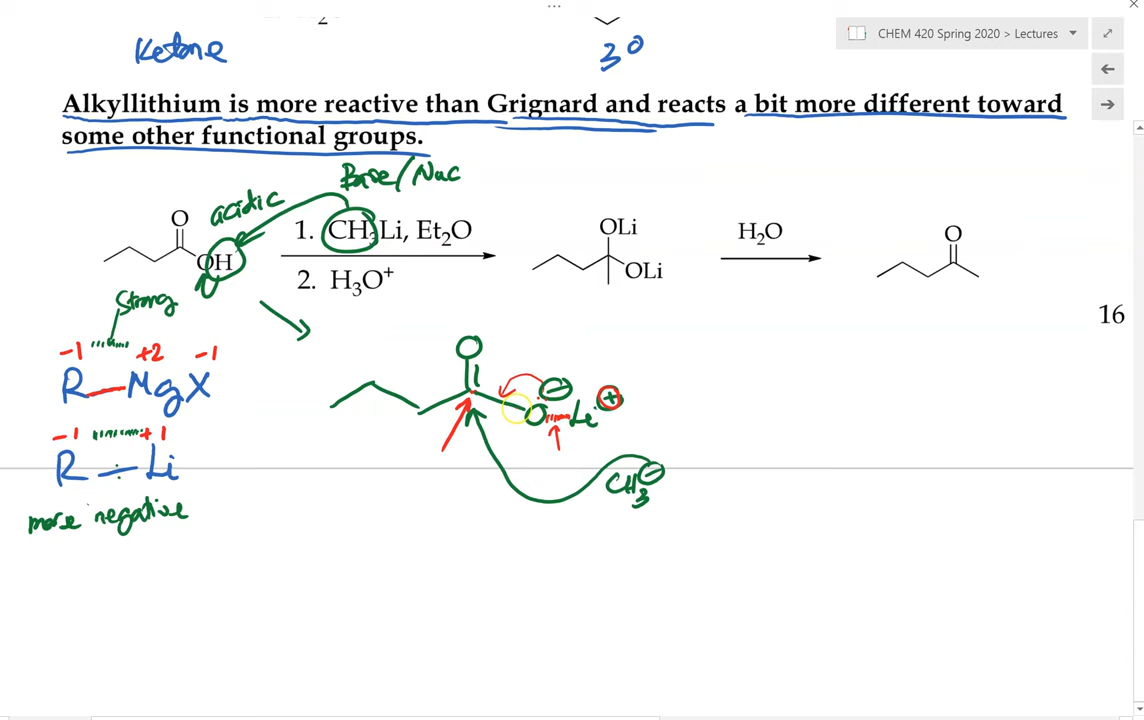 ...
CHEM 420 Spring 2020 > Lectures
Ketone
3°
Alkyllithium is more reactive than Grignard and reacts a bit more different toward
some other functional groups.
Base/Nuc
acidic
O
OH
1. CH3Li, Et2O
2. H3O+
OLi
OLi
H2O
O
16
Strong
-1 +2 -1
R—MgX
-1 +1
R—Li
more negative
O
O⊖ Li⊕
CH3⊖